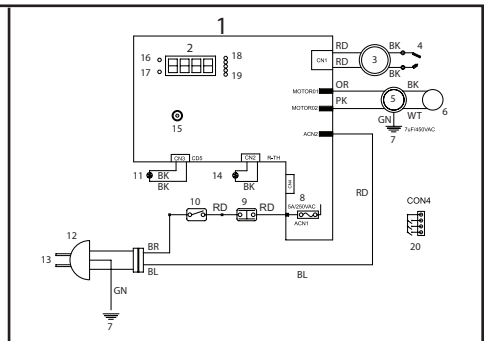 1
2
16
17
18
19
15
CN1
RD
RD
3
BK
BK
4
MOTOR01
OR
BK
MOTOR02
PK
5
WT
6
GN
7
7uF/450VAC
ACN2
CN3
CD5
CN2
R-TH
11
BK
BK
14
BK
CN4
RD
8
5A/250VAC
ACN1
10
RD
9
RD
CON4
20
12
13
BR
BL
BL
GN
7